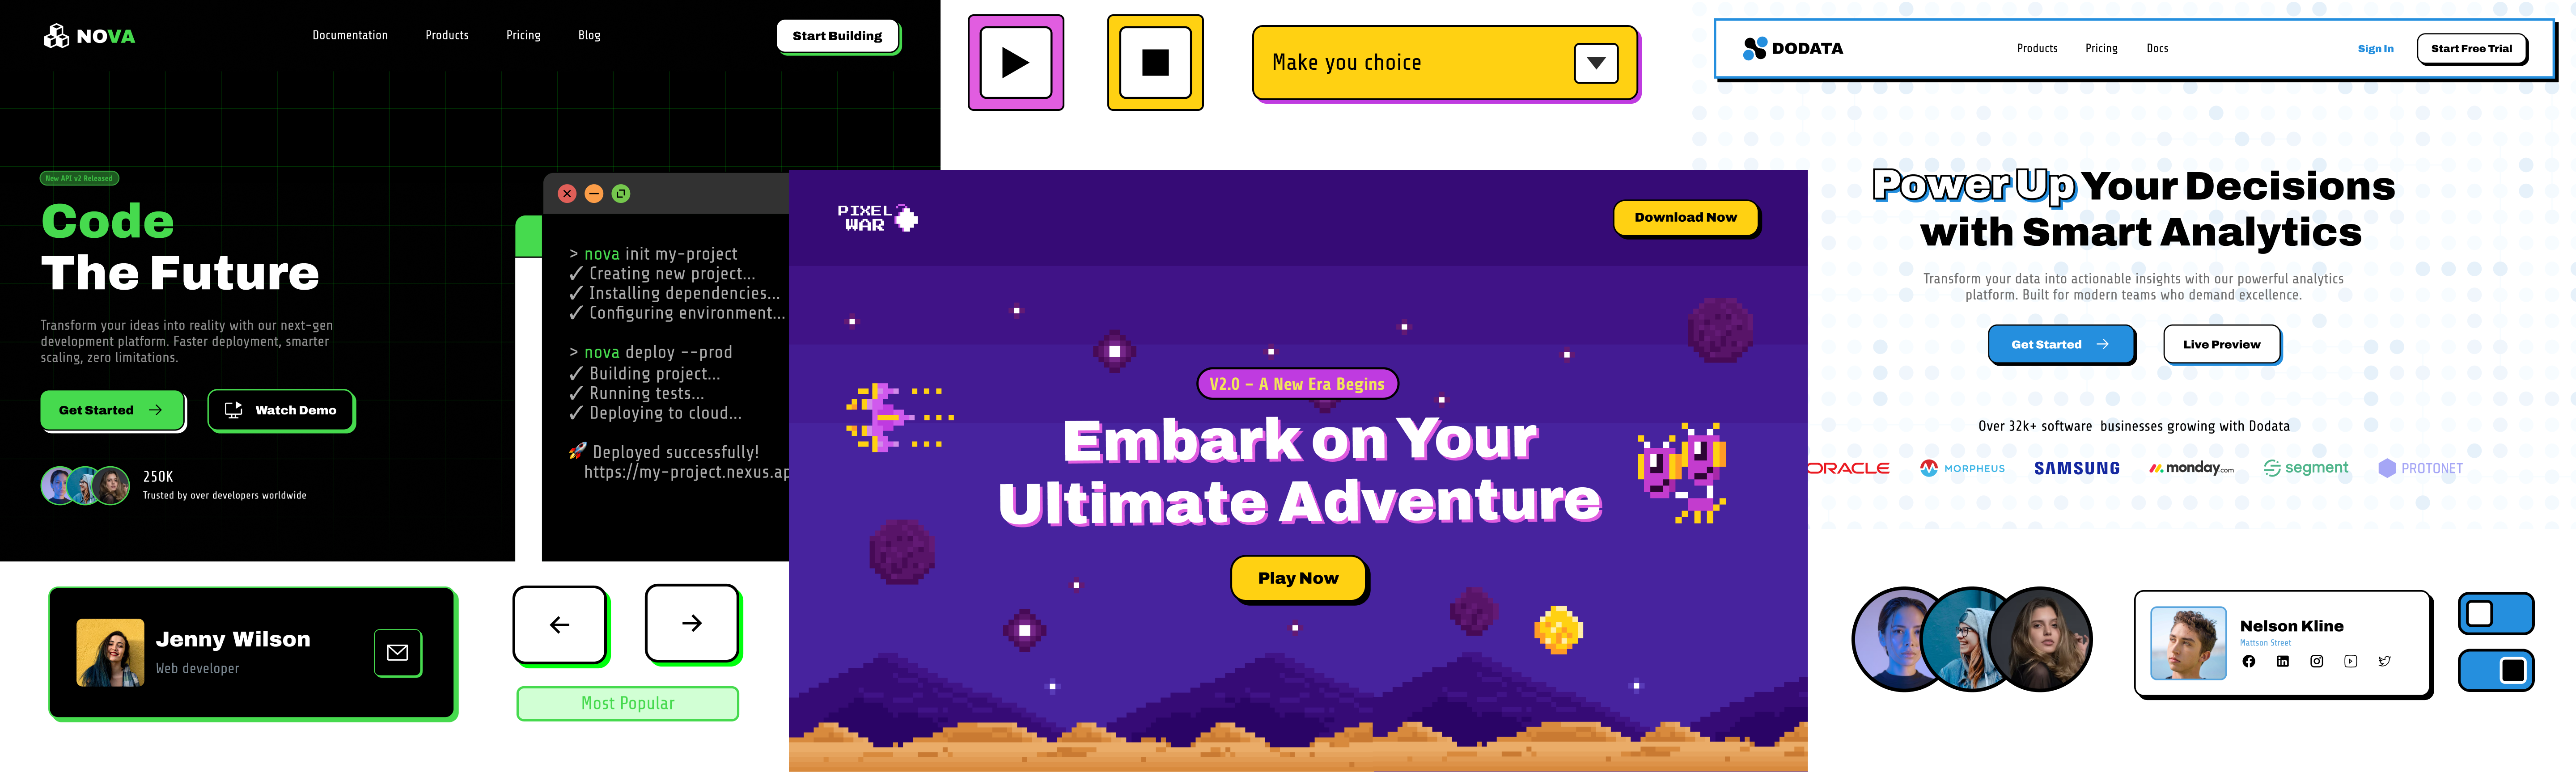 NOVA
Documentation
Products
Pricing
Blog
Start Building
New API v2 Released
Code
The Future
Transform your ideas into reality with our next-gen
development platform. Faster deployment, smarter
scaling, zero limitations.
Get Started
Watch Demo
250K
Trusted by over developers worldwide
> nova init my-project
✓ Creating new project...
✓ Installing dependencies...
✓ Configuring environment...
> nova deploy --prod
✓ Building project...
✓ Running tests...
✓ Deploying to cloud...
🚀 Deployed successfully!
https://my-project.nexus.ap
Jenny Wilson
Web developer
Most Popular
Make you choice
PIXEL
WAR
Download Now
V2.0 - A New Era Begins
Embark on Your
Ultimate Adventure
Play Now
DODATA
Products
Pricing
Docs
Sign In
Start Free Trial
Power Up Your Decisions
with Smart Analytics
Transform your data into actionable insights with our powerful analytics
platform. Built for modern teams who demand excellence.
Get Started
Live Preview
Over 32k+ software businesses growing with Dodata
ORACLE
MORPHEUS
SAMSUNG
monday.com
segment
PROTONET
Nelson Kline
Mattson Street